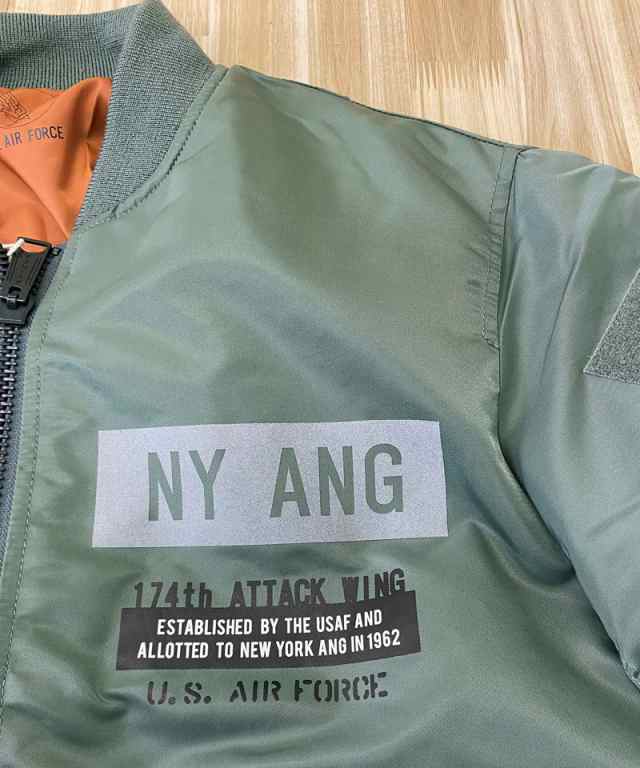 AIR FORCE
NY ANG
174th ATTACK WING
ESTABLISHED BY THE USAF AND
ALLOTTED TO NEW YORK ANG IN 1962
U.S. AIR FORCE